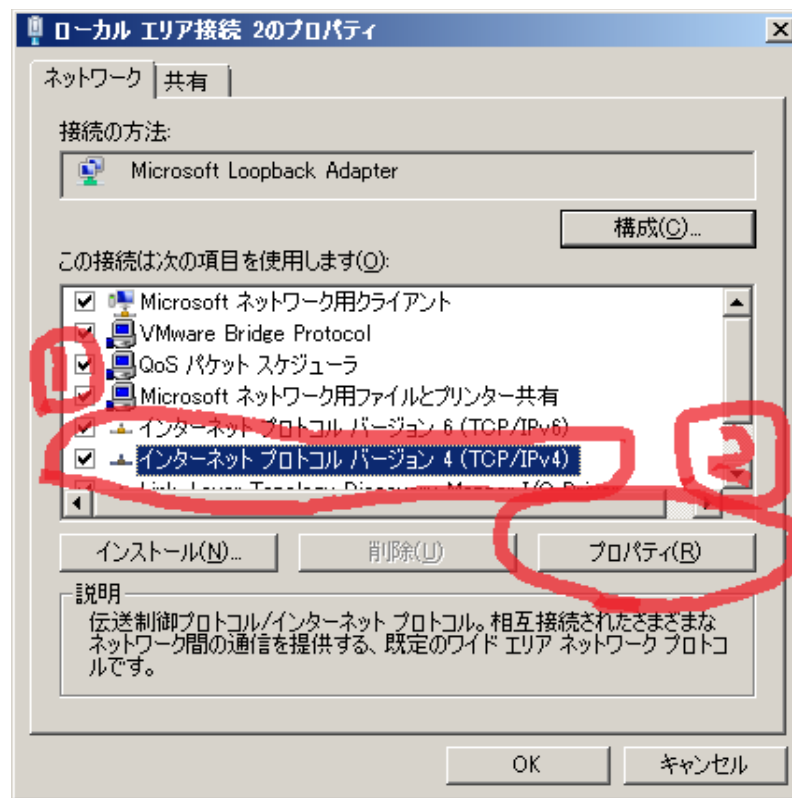 ローカル エリア接続 2のプロパティ
ネットワーク 共有
接続の方法:
Microsoft Loopback Adapter
構成(C)...
この接続は次の項目を使用します(O):
Microsoft ネットワーク用クライアント
VMware Bridge Protocol
QoS パケット スケジューラ
Microsoft ネットワーク用ファイルとプリンター共有
インターネット プロトコル バージョン 6 (TCP/IPv6)
インターネット プロトコル バージョン 4 (TCP/IPv4)
Link-Layer Topology Discovery Mapper I/O Driver
1
2
インストール(N)... 削除(U) プロパティ(R)
説明
伝送制御プロトコル/インターネット プロトコル。相互接続されたさまざまな
ネットワーク間の通信を提供する、既定のワイド エリア ネットワーク プロトコ
ルです。
OK キャンセル